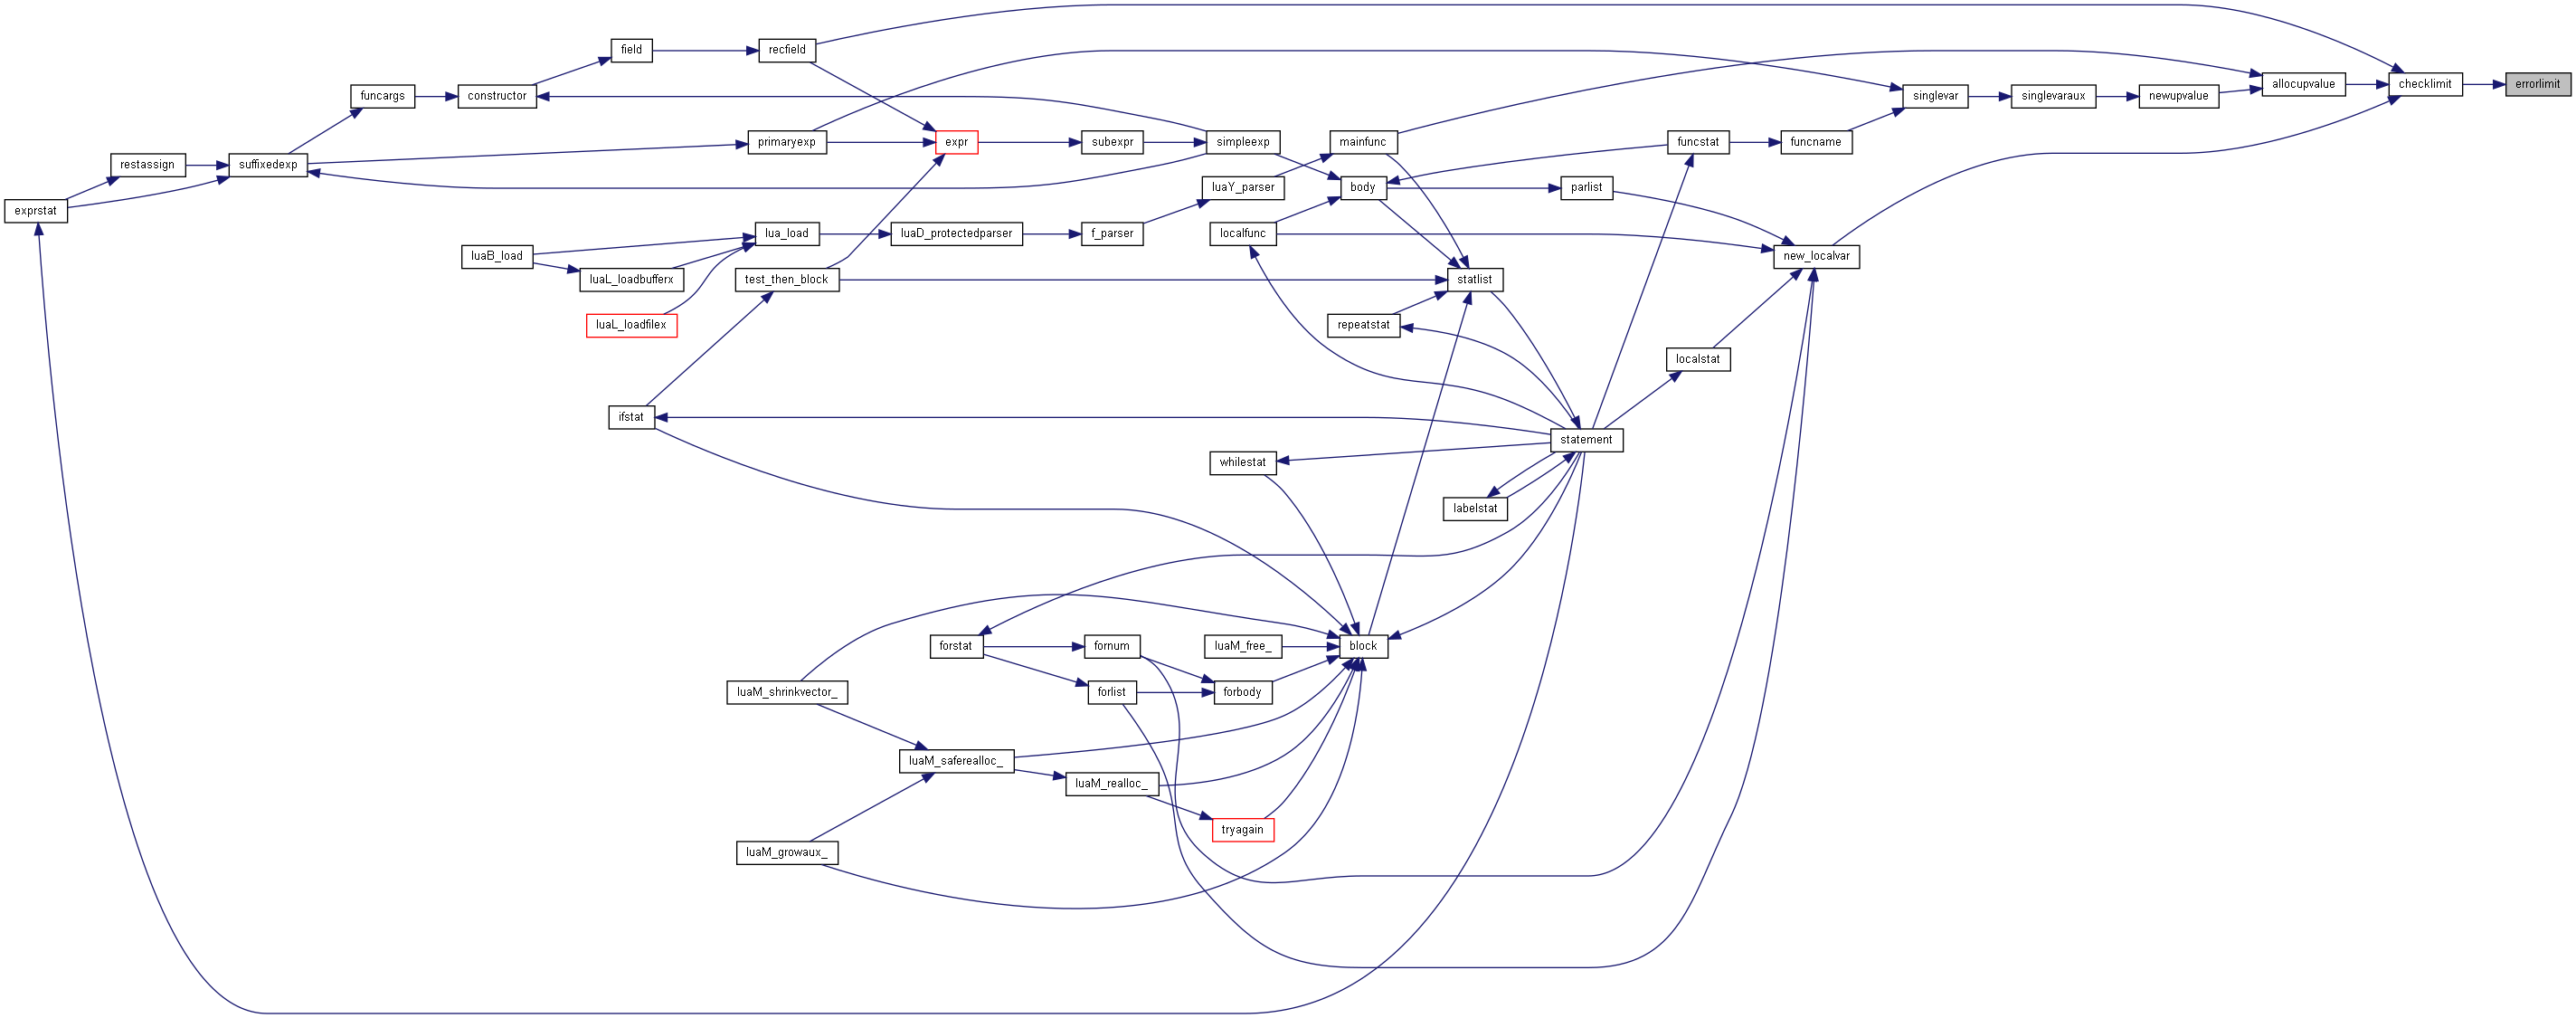 field
recfield
funcargs
constructor
singlevar
singlevaraux
newupvalue
allocupvalue
checklimit
errorlimit
restassign
suffixedexp
primaryexp
expr
subexpr
simpleexp
mainfunc
funcstat
funcname
exprstat
luaY_parser
body
parlist
luaB_load
lua_load
luaD_protectedparser
f_parser
localfunc
new_localvar
luaL_loadbufferx
test_then_block
statlist
luaL_loadfilex
repeatstat
localstat
ifstat
statement
whilestat
labelstat
forstat
fornum
luaM_free_
block
luaM_shrinkvector_
forlist
forbody
luaM_saferealloc_
luaM_realloc_
tryagain
luaM_growaux_